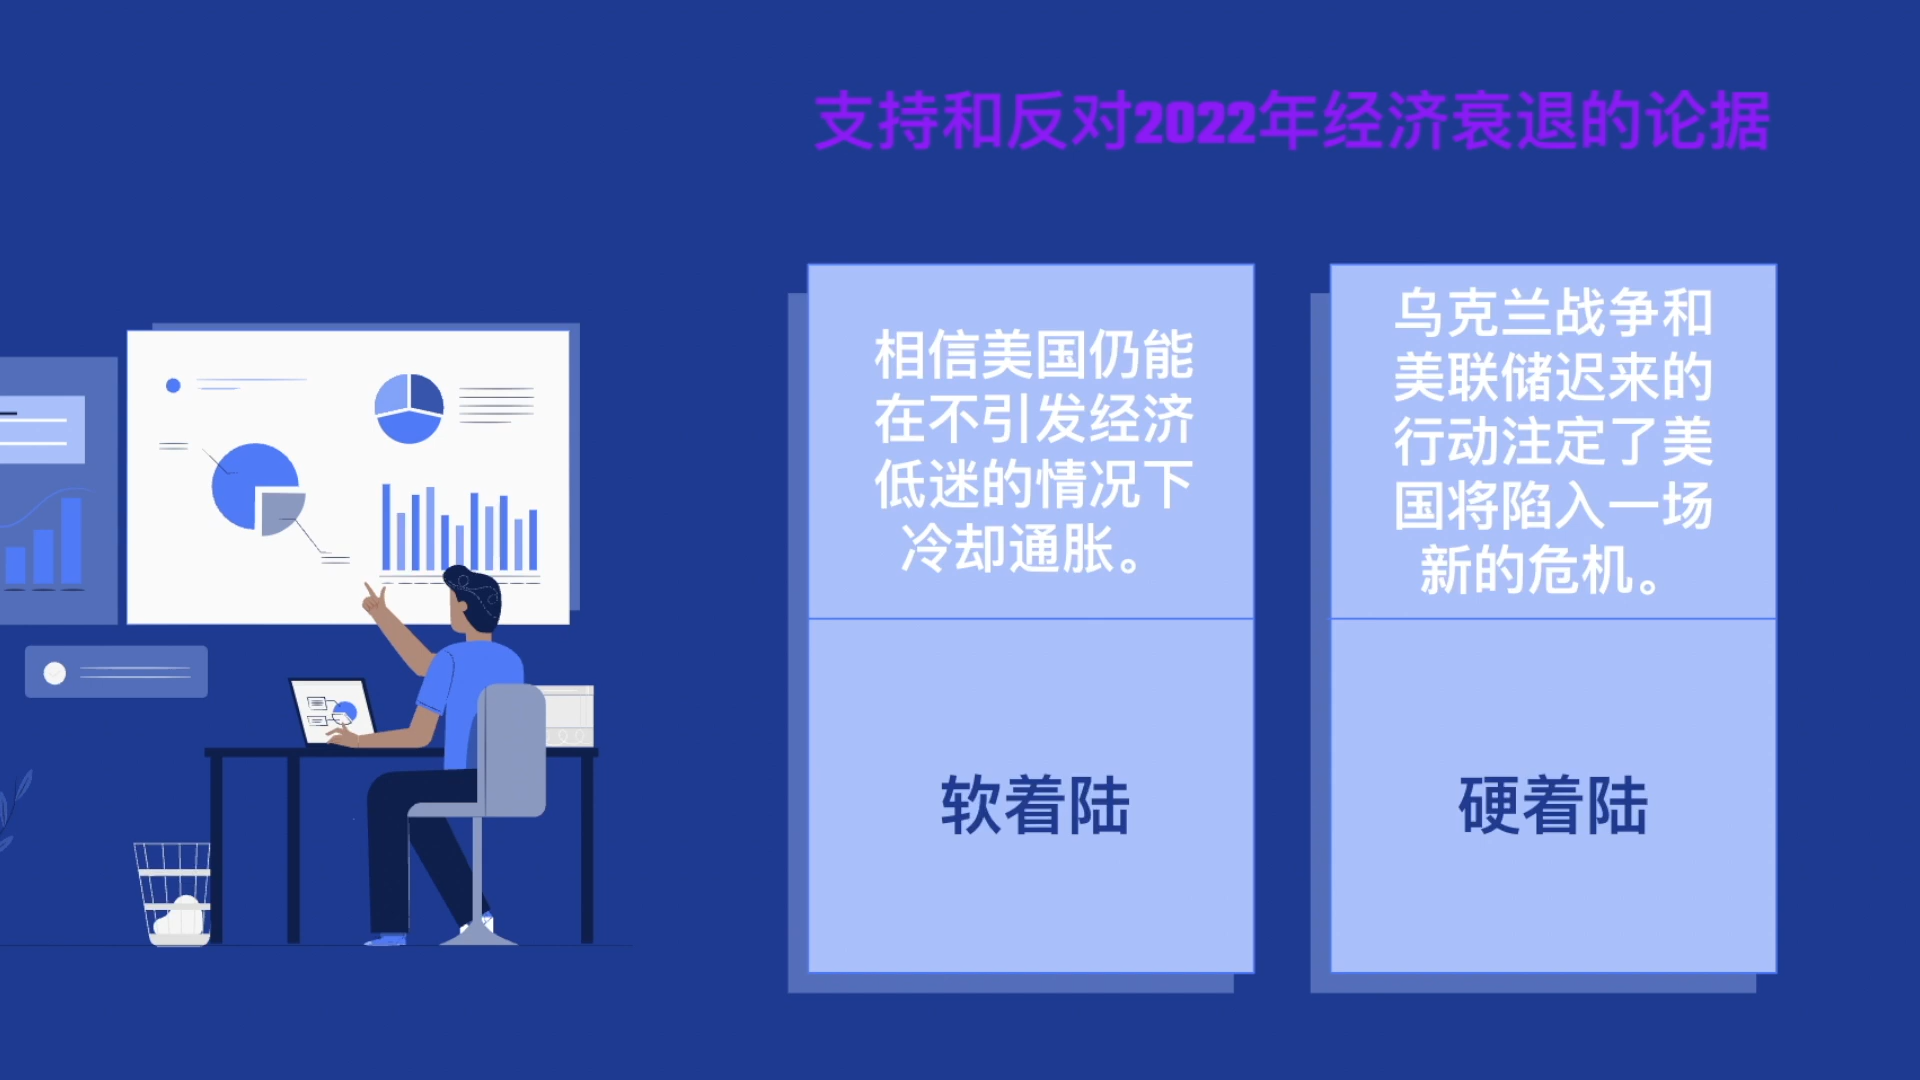 支持和反对2022年经济衰退的论据
相信美国仍能
在不引发经济
低迷的情况下
冷却通胀。
软着陆
乌克兰战争和
美联储迟来的
行动注定了美
国将陷入一场
新的危机。
硬着陆